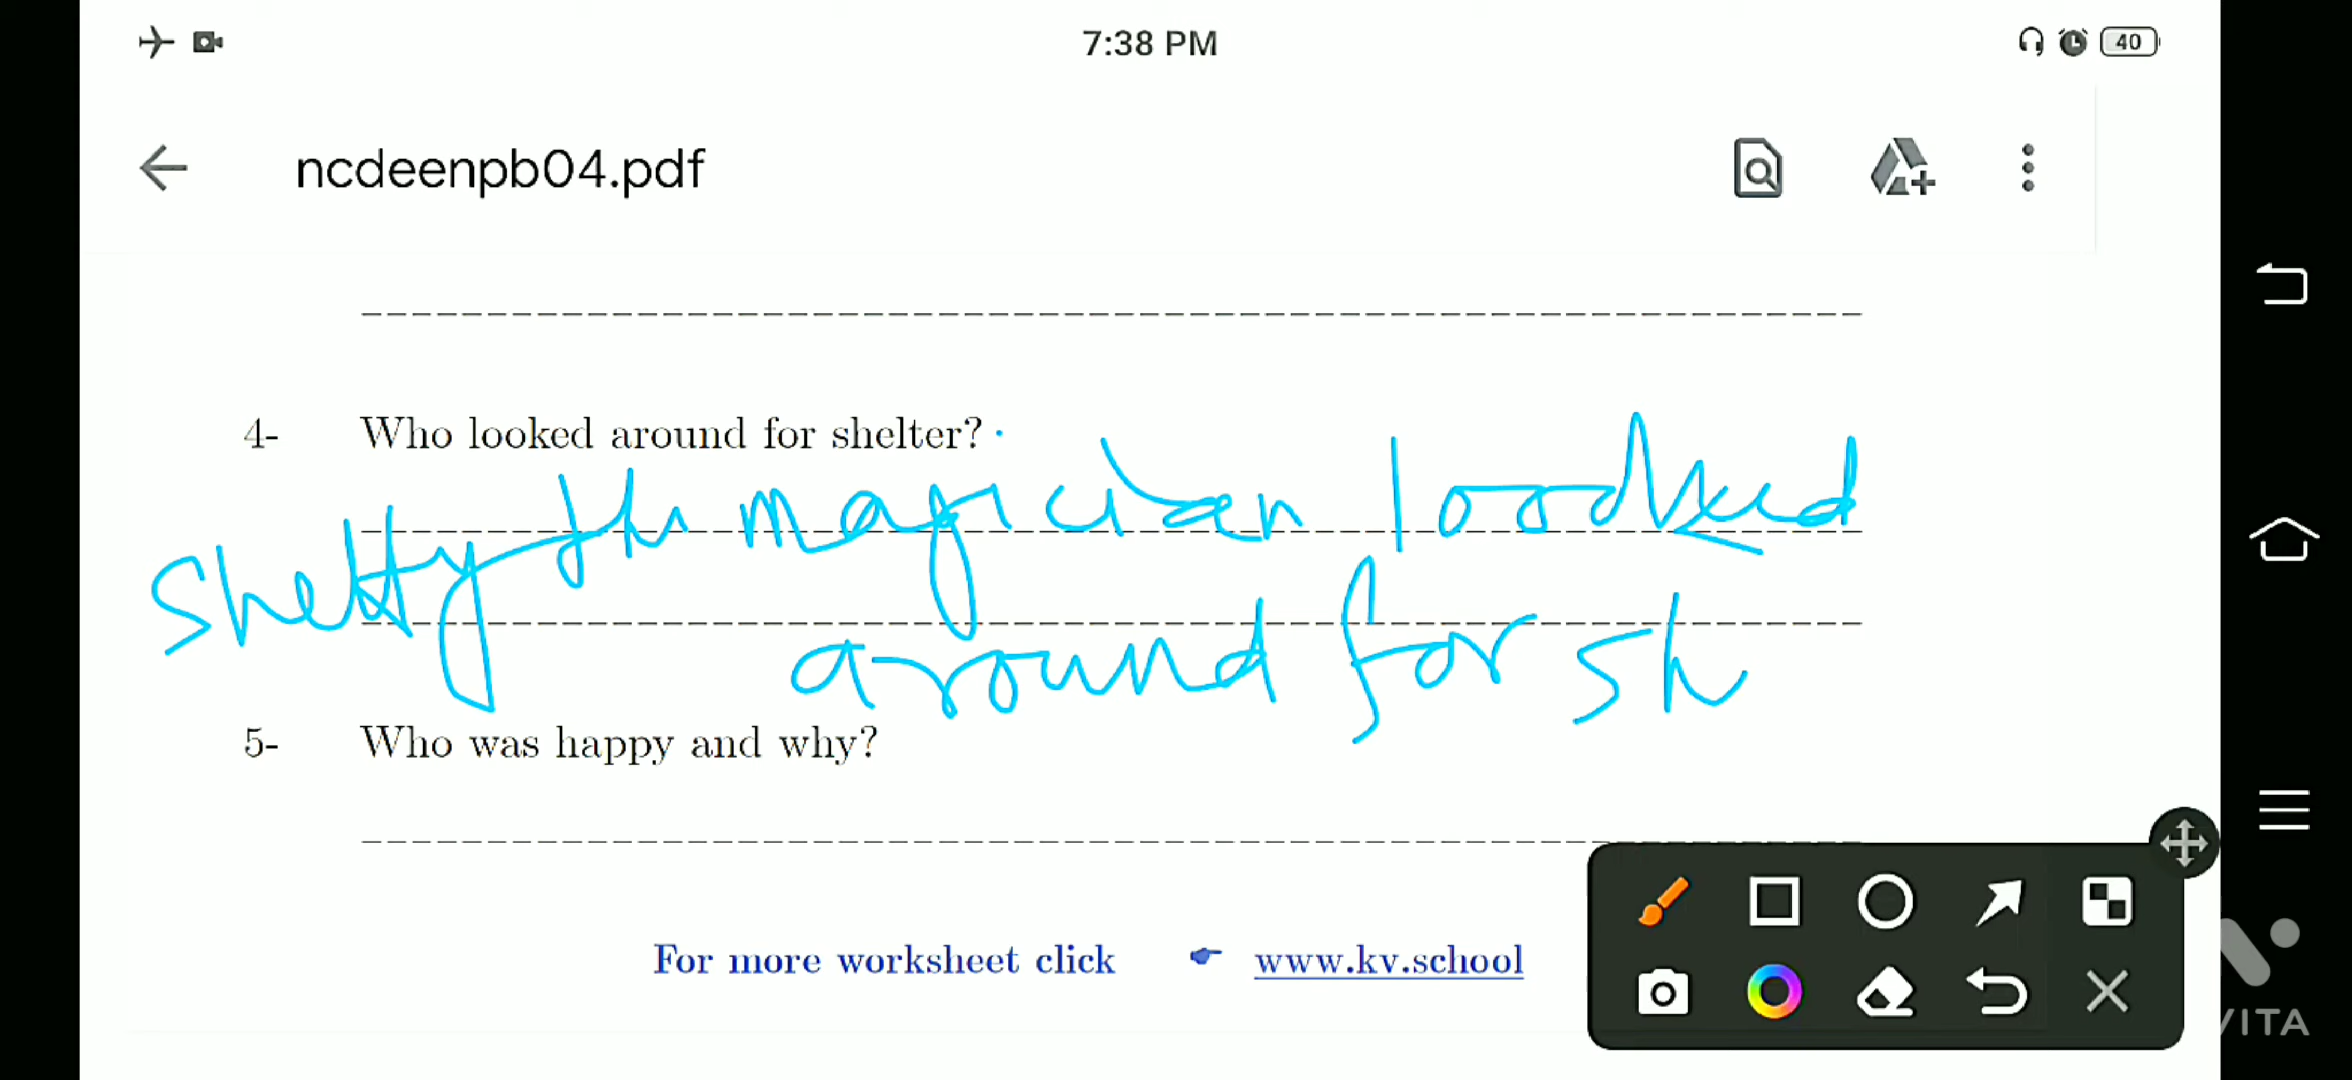 7:38 PM
40
ncdeenpb04.pdf
4- Who looked around for shelter?
shetty the magician looked
around for sh
5- Who was happy and why?
For more worksheet click ☛ www.kv.school
VITA